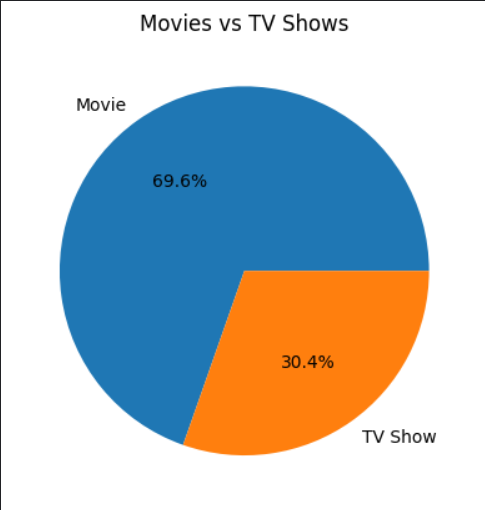 Movies vs TV Shows
Movie
69.6%
30.4%
TV Show